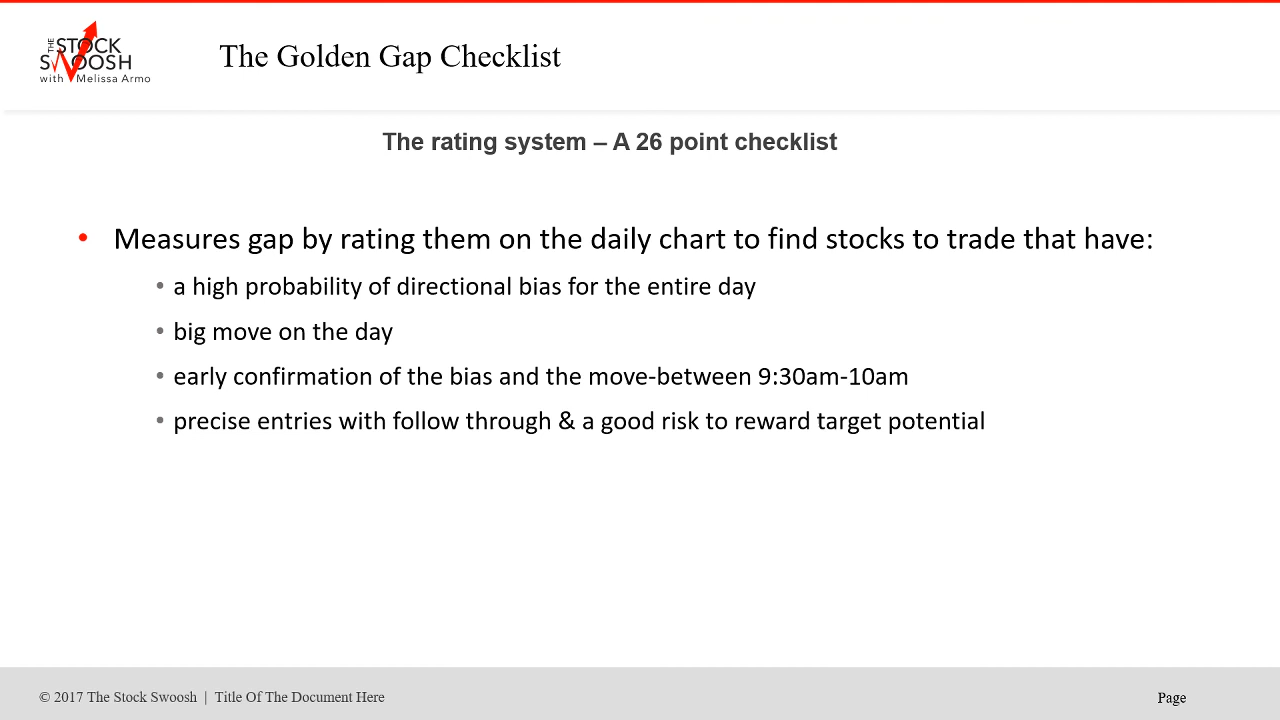 THE
STOCK
SWOOSH
with Melissa Armo
The Golden Gap Checklist
The rating system – A 26 point checklist
• Measures gap by rating them on the daily chart to find stocks to trade that have:
• a high probability of directional bias for the entire day
• big move on the day
• early confirmation of the bias and the move-between 9:30am-10am
• precise entries with follow through & a good risk to reward target potential
© 2017 The Stock Swoosh | Title Of The Document Here
Page